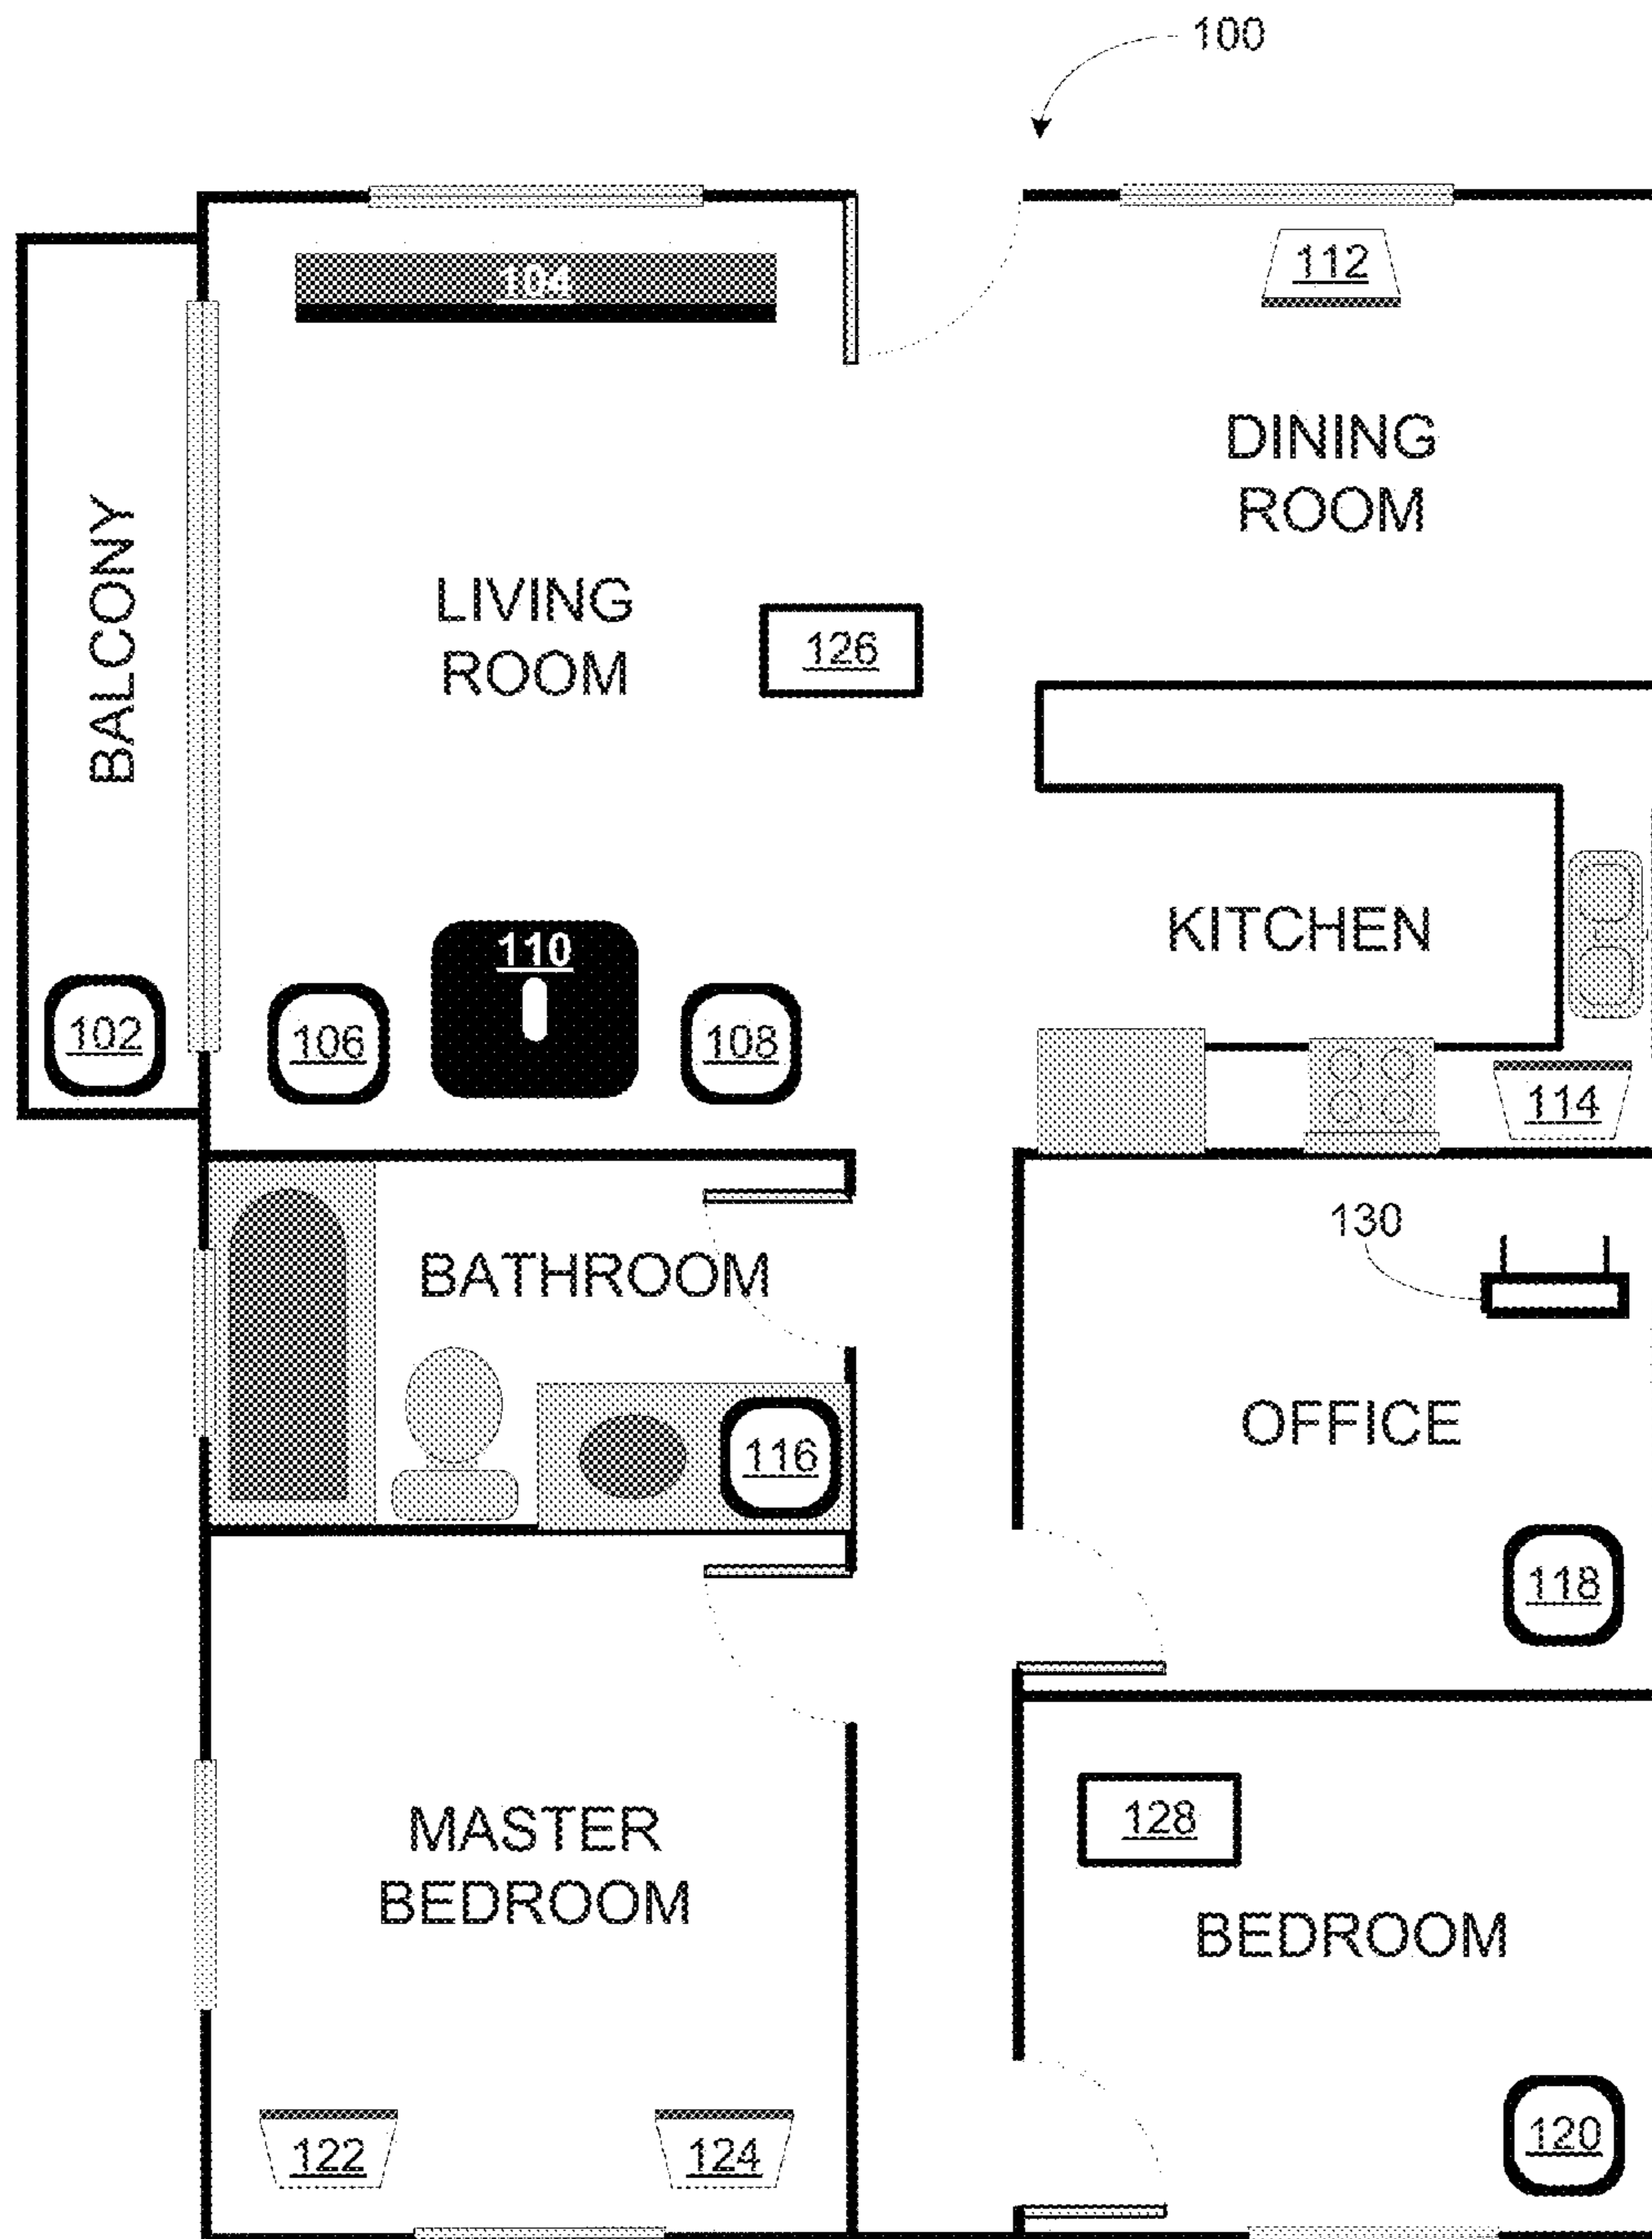 100
104
112
DINING
ROOM
BALCONY
LIVING
ROOM
126
110
KITCHEN
102
106
108
114
130
BATHROOM
OFFICE
116
118
MASTER
BEDROOM
128
BEDROOM
122
124
120